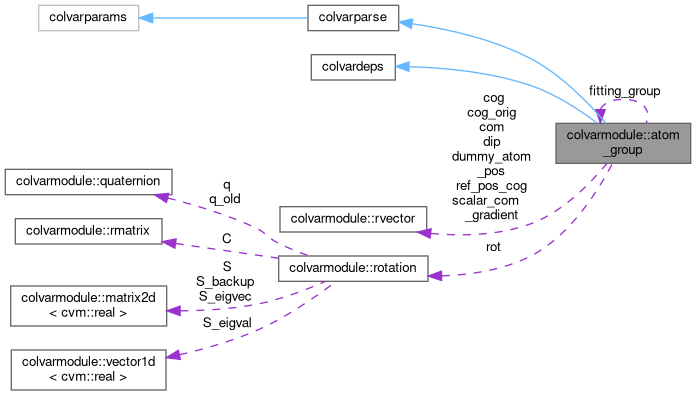 colvarparams
colvarparse
colvardeps
fitting_group
colvarmodule::atom
_group
cog
cog_orig
com
dip
dummy_atom
_pos
ref_pos_cog
scalar_com
_gradient
colvarmodule::quaternion
q
q_old
colvarmodule::rvector
colvarmodule::rmatrix
C
rot
colvarmodule::rotation
S
S_backup
S_eigvec
colvarmodule::matrix2d
< cvm::real >
S_eigval
colvarmodule::vector1d
< cvm::real >